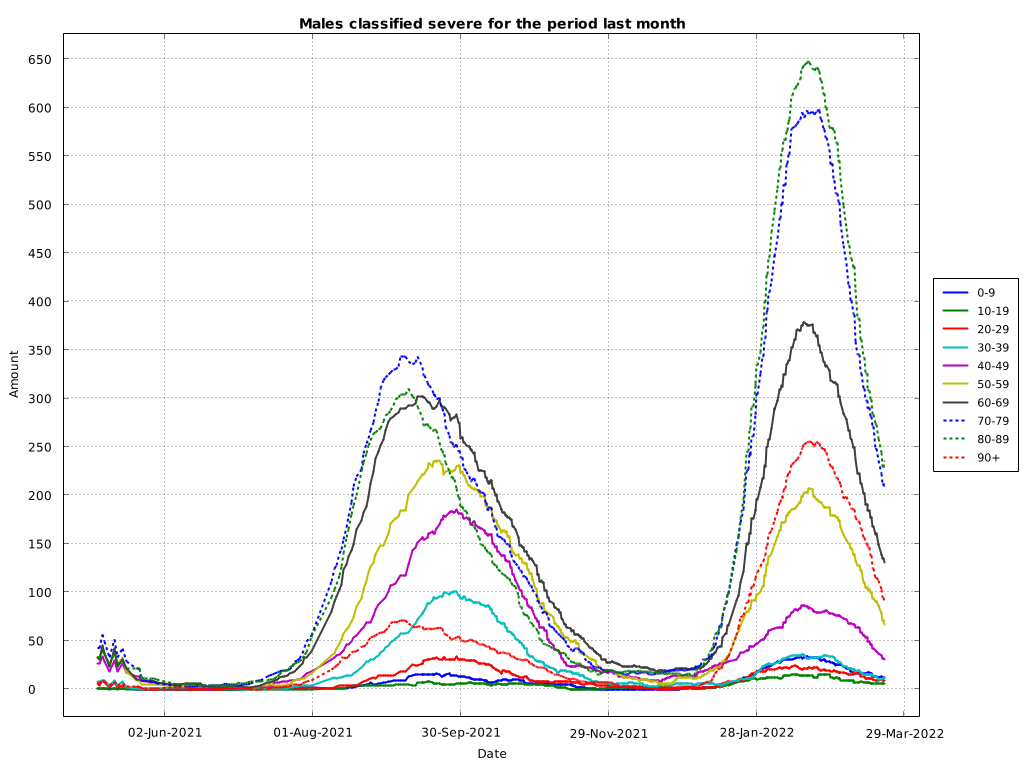 Males classified severe for the period last month
650
600
550
500
450
400
350
300
250
200
150
100
50
0
Amount
02-Jun-2021
01-Aug-2021
30-Sep-2021
29-Nov-2021
28-Jan-2022
29-Mar-2022
Date
0-9
10-19
20-29
30-39
40-49
50-59
60-69
70-79
80-89
90+